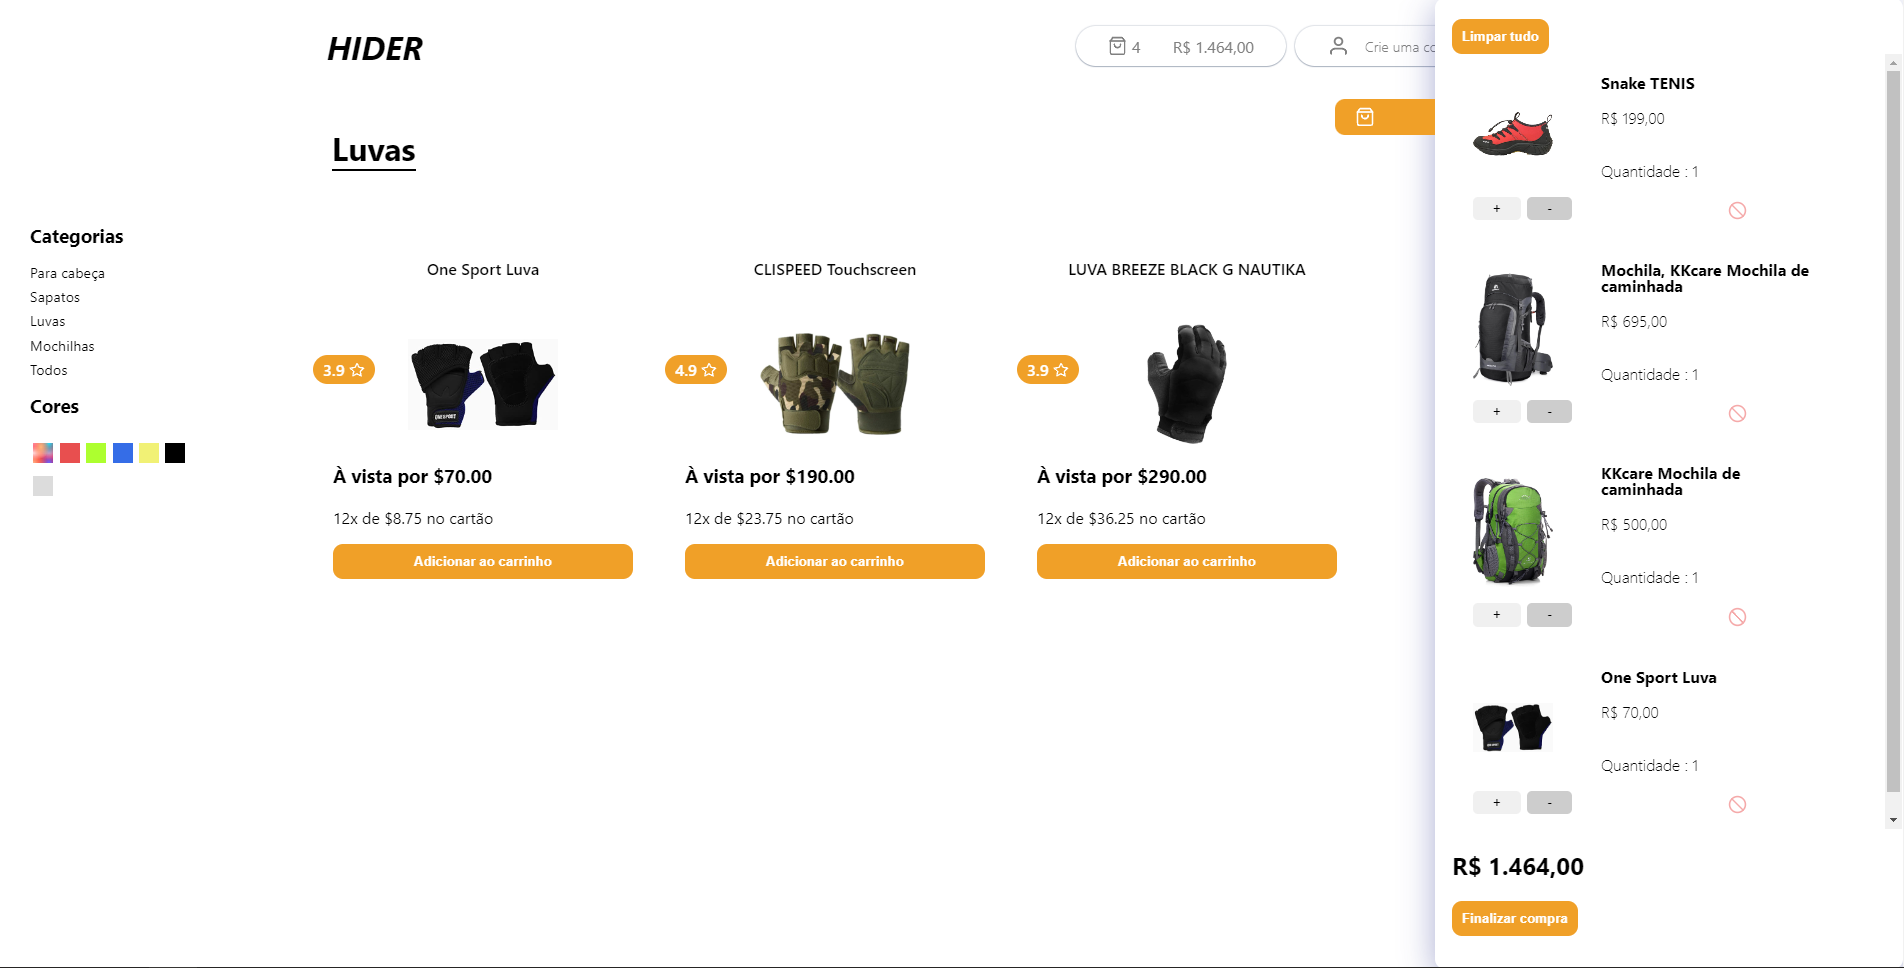 HIDER
4
R$ 1.464,00
Crie uma co
Luvas
Categorias
Para cabeça
Sapatos
Luvas
Mochilhas
Todos
Cores
One Sport Luva
3.9
ONE SPORT
À vista por $70.00
12x de $8.75 no cartão
Adicionar ao carrinho
CLISPEED Touchscreen
4.9
À vista por $190.00
12x de $23.75 no cartão
Adicionar ao carrinho
LUVA BREEZE BLACK G NAUTIKA
3.9
À vista por $290.00
12x de $36.25 no cartão
Adicionar ao carrinho
Limpar tudo
Snake TENIS
R$ 199,00
Quantidade : 1
+ -
Mochila, KKcare Mochila de
caminhada
R$ 695,00
Quantidade : 1
+ -
KKcare Mochila de
caminhada
R$ 500,00
Quantidade : 1
+ -
One Sport Luva
R$ 70,00
Quantidade : 1
+ -
R$ 1.464,00
Finalizar compra